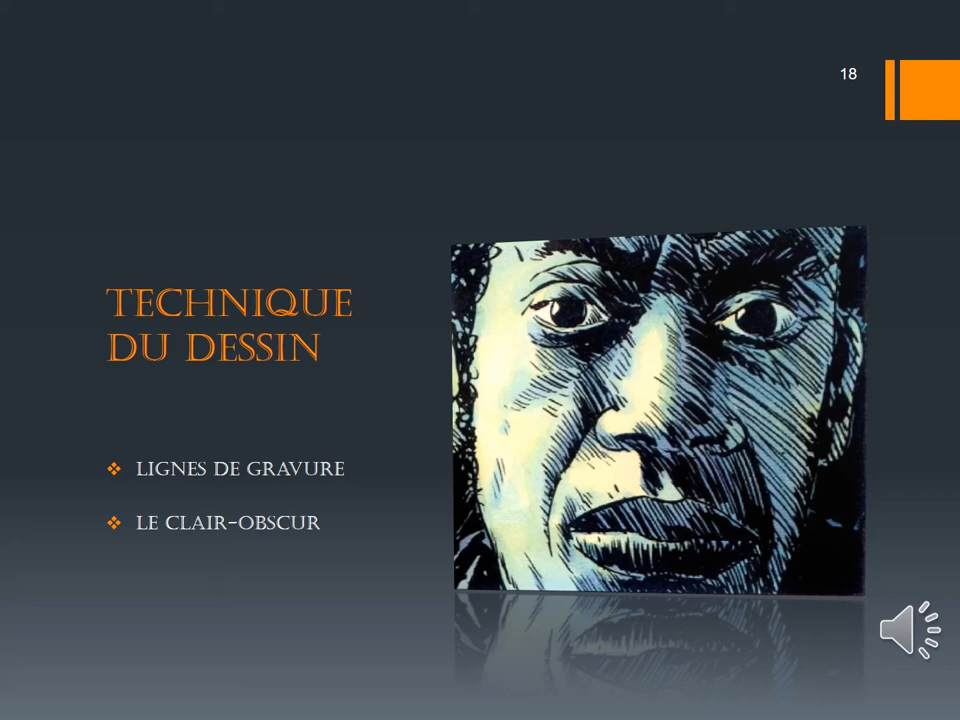 18
TECHNIQUE
DU DESSIN
LIGNES DE GRAVURE
LE CLAIR-OBSCUR